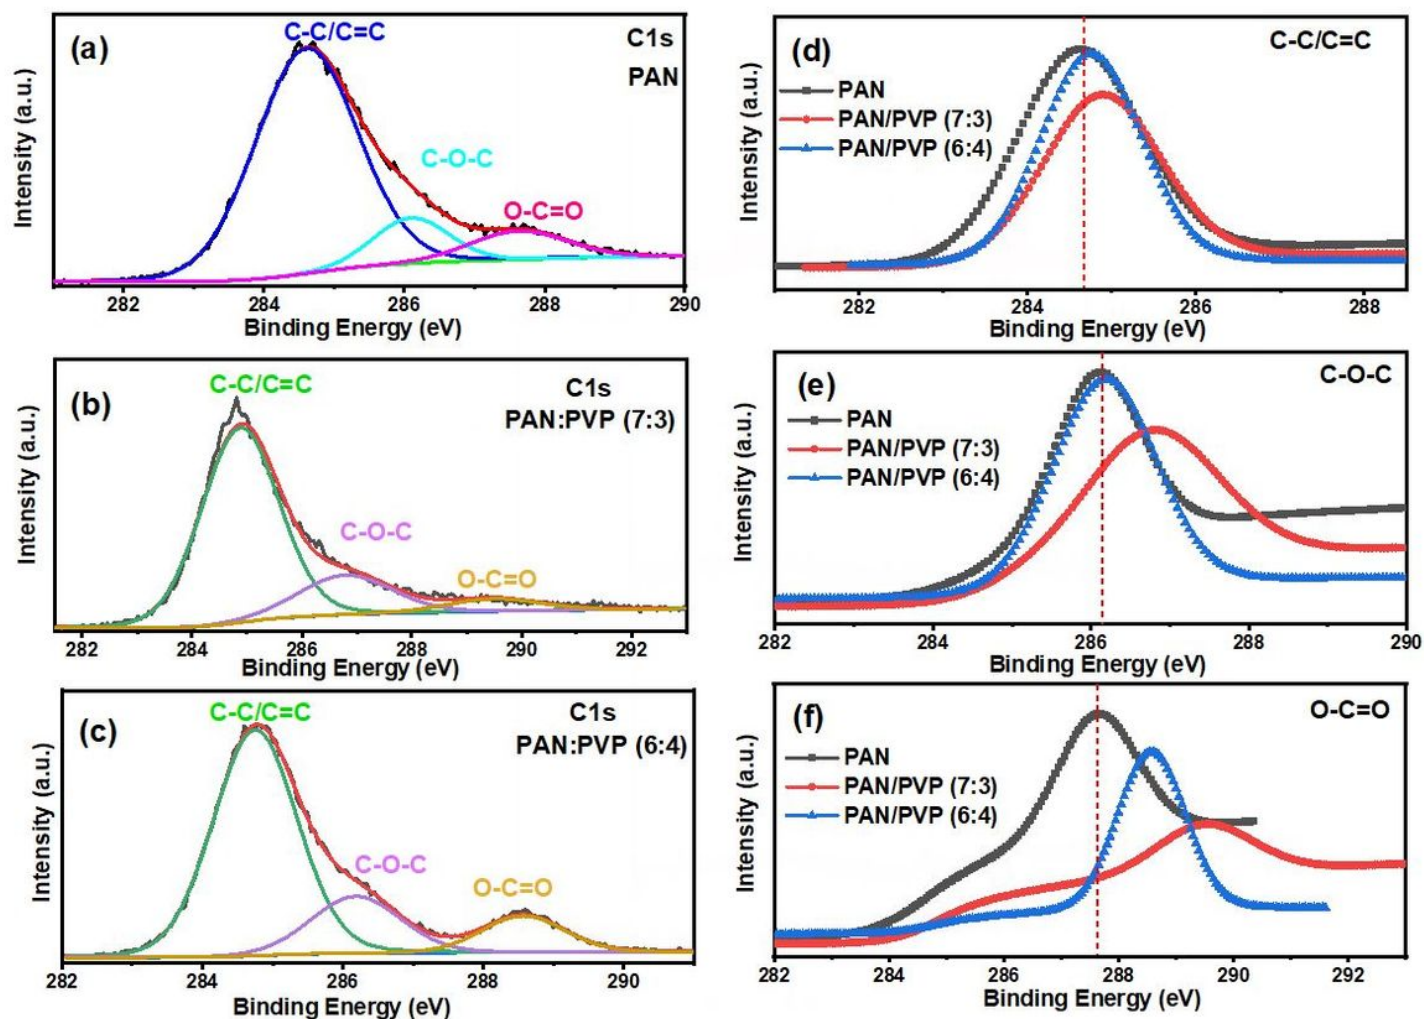 (a)
C-C/C=C
C1s
PAN
C-O-C
O-C=O
Intensity (a.u.)
282 284 286 288 290
Binding Energy (eV)
(b)
C-C/C=C
C1s
PAN:PVP (7:3)
C-O-C
O-C=O
Intensity (a.u.)
282 284 286 288 290 292
Binding Energy (eV)
(c)
C-C/C=C
C1s
PAN:PVP (6:4)
C-O-C
O-C=O
Intensity (a.u.)
282 284 286 288 290
Binding Energy (eV)
(d)
C-C/C=C
PAN
PAN/PVP (7:3)
PAN/PVP (6:4)
Intensity (a.u.)
282 284 286 288
Binding Energy (eV)
(e)
C-O-C
PAN
PAN/PVP (7:3)
PAN/PVP (6:4)
Intensity (a.u.)
282 284 286 288 290
Binding Energy (eV)
(f)
O-C=O
PAN
PAN/PVP (7:3)
PAN/PVP (6:4)
Intensity (a.u.)
282 284 286 288 290 292
Binding Energy (eV)